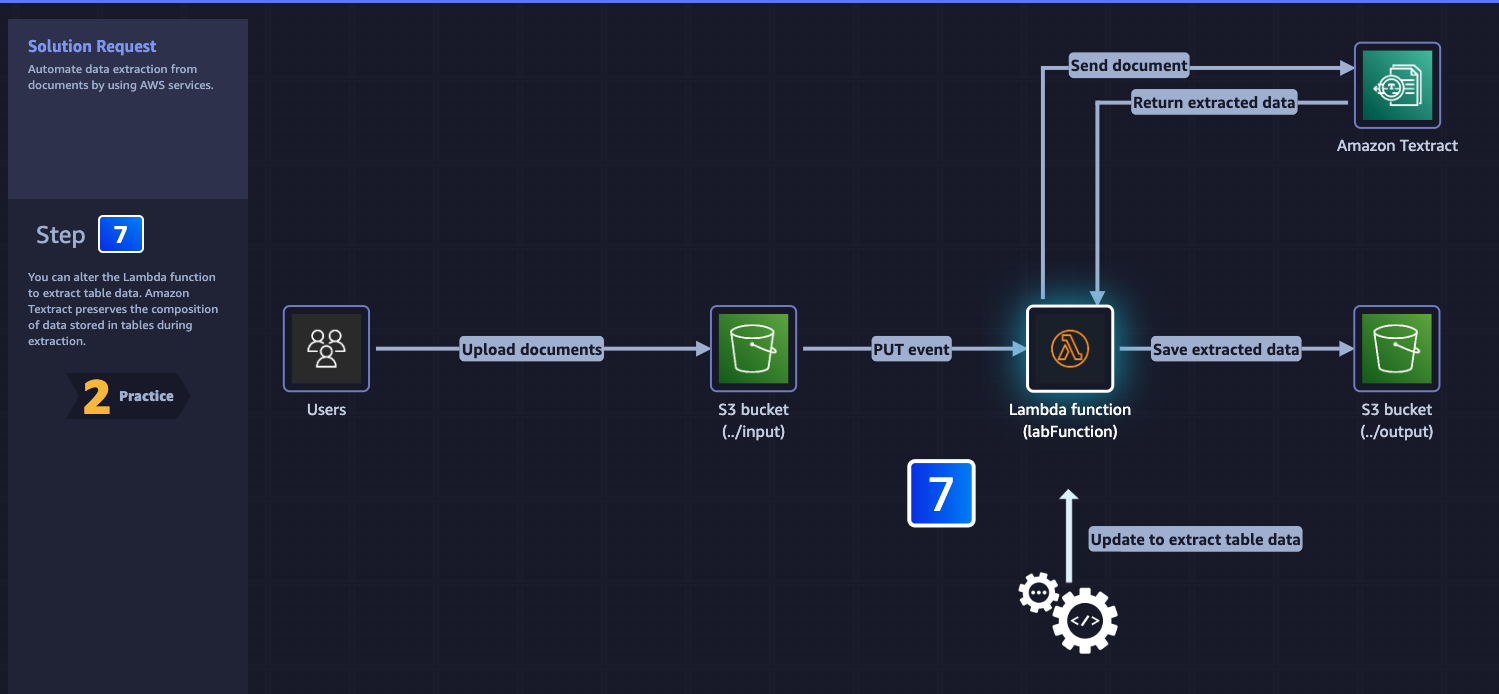 Solution Request
Automate data extraction from
documents by using AWS services.
Step 7
You can alter the Lambda function
to extract table data. Amazon
Textract preserves the composition
of data stored in tables during
extraction.
2 Practice
Send document
Return extracted data
Amazon Textract
Upload documents
PUT event
Save extracted data
Users
S3 bucket
(../input)
Lambda function
(labFunction)
S3 bucket
(../output)
7
Update to extract table data